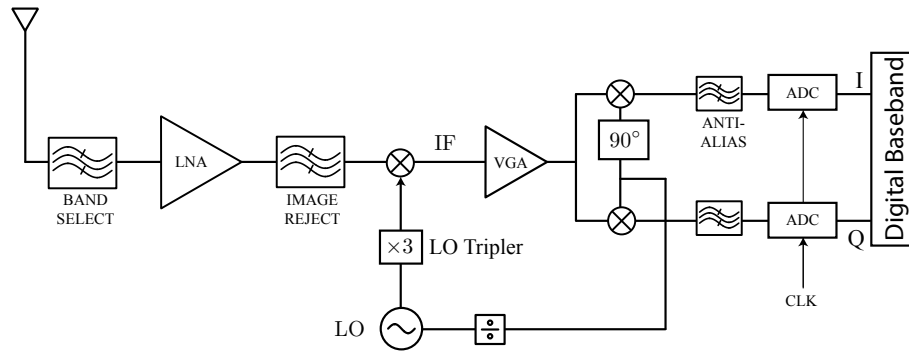 BAND
SELECT
LNA
IMAGE
REJECT
IF
VGA
90°
ANTI-
ALIAS
ADC
I
ADC
Q
CLK
Digital Baseband
×3
LO Tripler
LO
÷